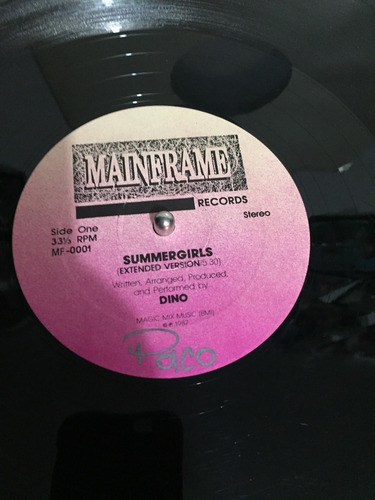 MAINFRAME
RECORDS
Side One
33⅓ RPM
MF-0001
Stereo
SUMMERGIRLS
(EXTENDED VERSION/5:30)
Written, Arranged, Produced,
and Performed by
DINO
MAGIC MIX MUSIC (BMI)
©℗ 1987
Paco